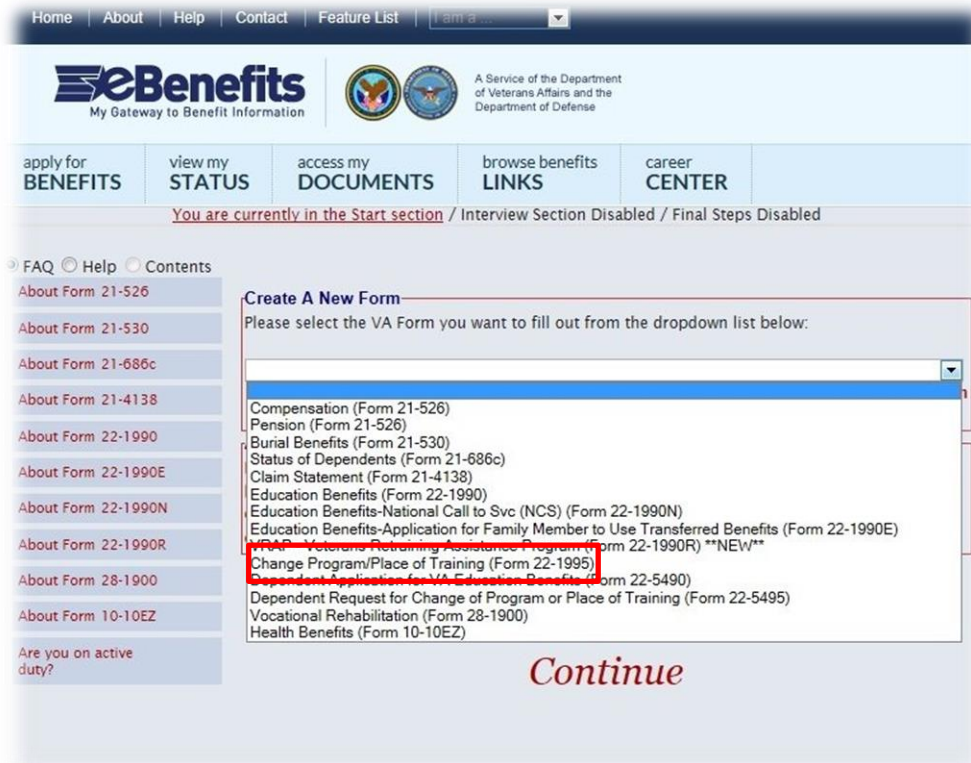 Home | About | Help | Contact | Feature List | I am a ...
eBenefits
My Gateway to Benefit Information
A Service of the Department
of Veterans Affairs and the
Department of Defense
apply for
BENEFITS
view my
STATUS
access my
DOCUMENTS
browse benefits
LINKS
career
CENTER
You are currently in the Start section / Interview Section Disabled / Final Steps Disabled
FAQ Help Contents
About Form 21-526
About Form 21-530
About Form 21-686c
About Form 21-4138
About Form 22-1990
About Form 22-1990E
About Form 22-1990N
About Form 22-1990R
About Form 28-1900
About Form 10-10EZ
Are you on active
duty?
Create A New Form
Please select the VA Form you want to fill out from the dropdown list below:
Compensation (Form 21-526)
Pension (Form 21-526)
Burial Benefits (Form 21-530)
Status of Dependents (Form 21-686c)
Claim Statement (Form 21-4138)
Education Benefits (Form 22-1990)
Education Benefits-National Call to Svc (NCS) (Form 22-1990N)
Education Benefits-Application for Family Member to Use Transferred Benefits (Form 22-1990E)
VRAP - Veterans Retraining Assistance Program (Form 22-1990R) **NEW**
Change Program/Place of Training (Form 22-1995)
Dependent Application for VA Education Benefits (Form 22-5490)
Dependent Request for Change of Program or Place of Training (Form 22-5495)
Vocational Rehabilitation (Form 28-1900)
Health Benefits (Form 10-10EZ)
Continue